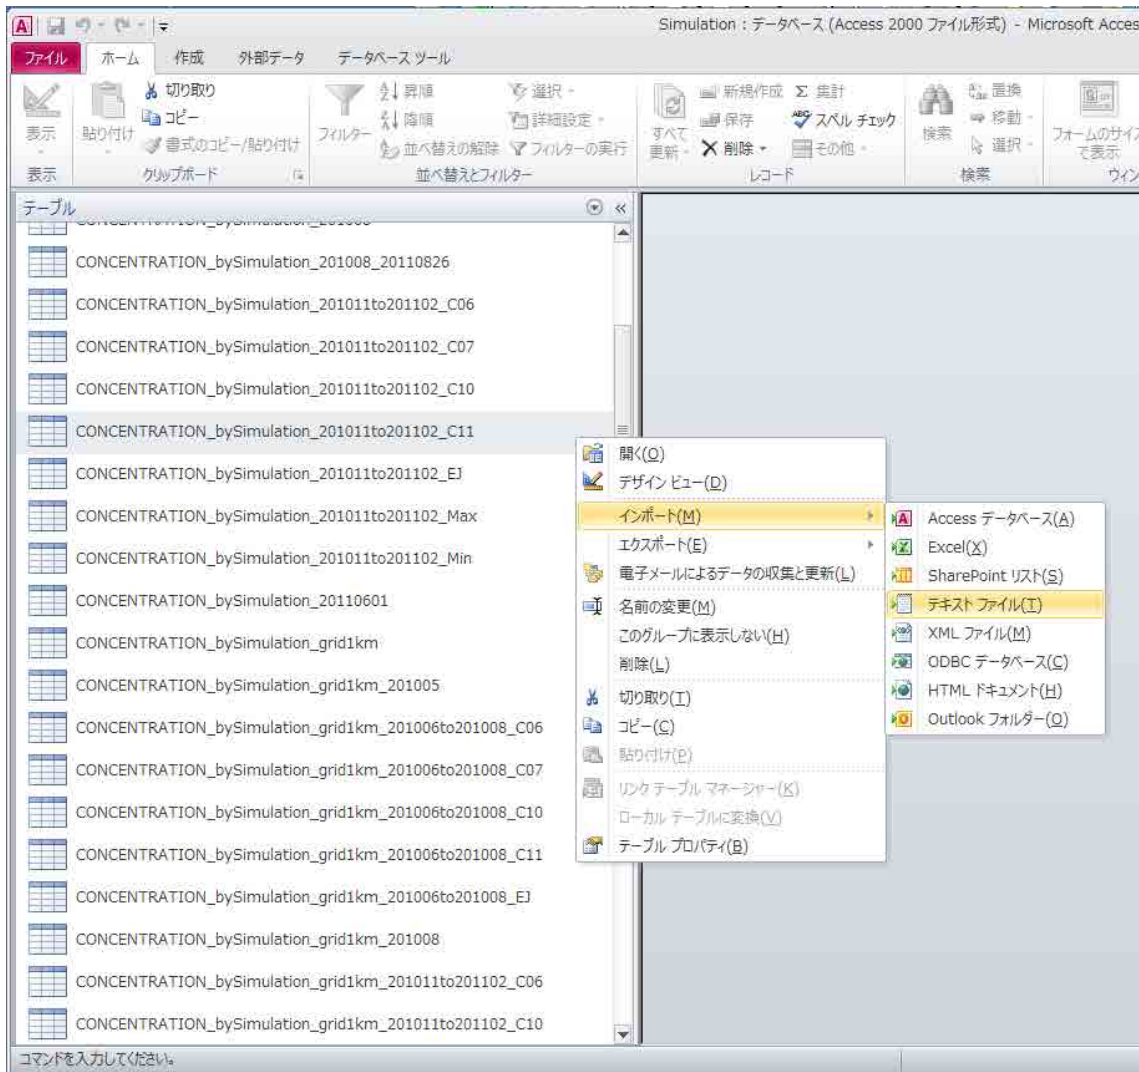 Simulation : データベース (Access 2000 ファイル形式) - Microsoft Acces
ファイル ホーム 作成 外部データ データベース ツール
表示
貼り付け
切り取り
コピー
書式のコピー/貼り付け
フィルター
昇順
降順
並べ替えの解除
選択
詳細設定
フィルターの実行
すべて
更新
新規作成
保存
削除
Σ 集計
スペル チェック
その他
検索
置換
移動
選択
フォームのサイズ
で表示
表示 クリップボード 並べ替えとフィルター レコード 検索 ウィン
テーブル
CONCENTRATION_bySimulation_201008_20110826
CONCENTRATION_bySimulation_201011to201102_C06
CONCENTRATION_bySimulation_201011to201102_C07
CONCENTRATION_bySimulation_201011to201102_C10
CONCENTRATION_bySimulation_201011to201102_C11
CONCENTRATION_bySimulation_201011to201102_EJ
CONCENTRATION_bySimulation_201011to201102_Max
CONCENTRATION_bySimulation_201011to201102_Min
CONCENTRATION_bySimulation_20110601
CONCENTRATION_bySimulation_grid1km
CONCENTRATION_bySimulation_grid1km_201005
CONCENTRATION_bySimulation_grid1km_201006to201008_C06
CONCENTRATION_bySimulation_grid1km_201006to201008_C07
CONCENTRATION_bySimulation_grid1km_201006to201008_C10
CONCENTRATION_bySimulation_grid1km_201006to201008_C11
CONCENTRATION_bySimulation_grid1km_201006to201008_EJ
CONCENTRATION_bySimulation_grid1km_201008
CONCENTRATION_bySimulation_grid1km_201011to201102_C06
CONCENTRATION_bySimulation_grid1km_201011to201102_C10
開く(O)
デザイン ビュー(D)
インポート(M)
エクスポート(E)
電子メールによるデータの収集と更新(L)
名前の変更(M)
このグループに表示しない(H)
削除(L)
切り取り(T)
コピー(C)
貼り付け(P)
リンク テーブル マネージャー(K)
ローカル テーブルに変換(V)
テーブル プロパティ(B)
Access データベース(A)
Excel(X)
SharePoint リスト(S)
テキスト ファイル(T)
XML ファイル(M)
ODBC データベース(C)
HTML ドキュメント(H)
Outlook フォルダー(O)
コマンドを入力してください。